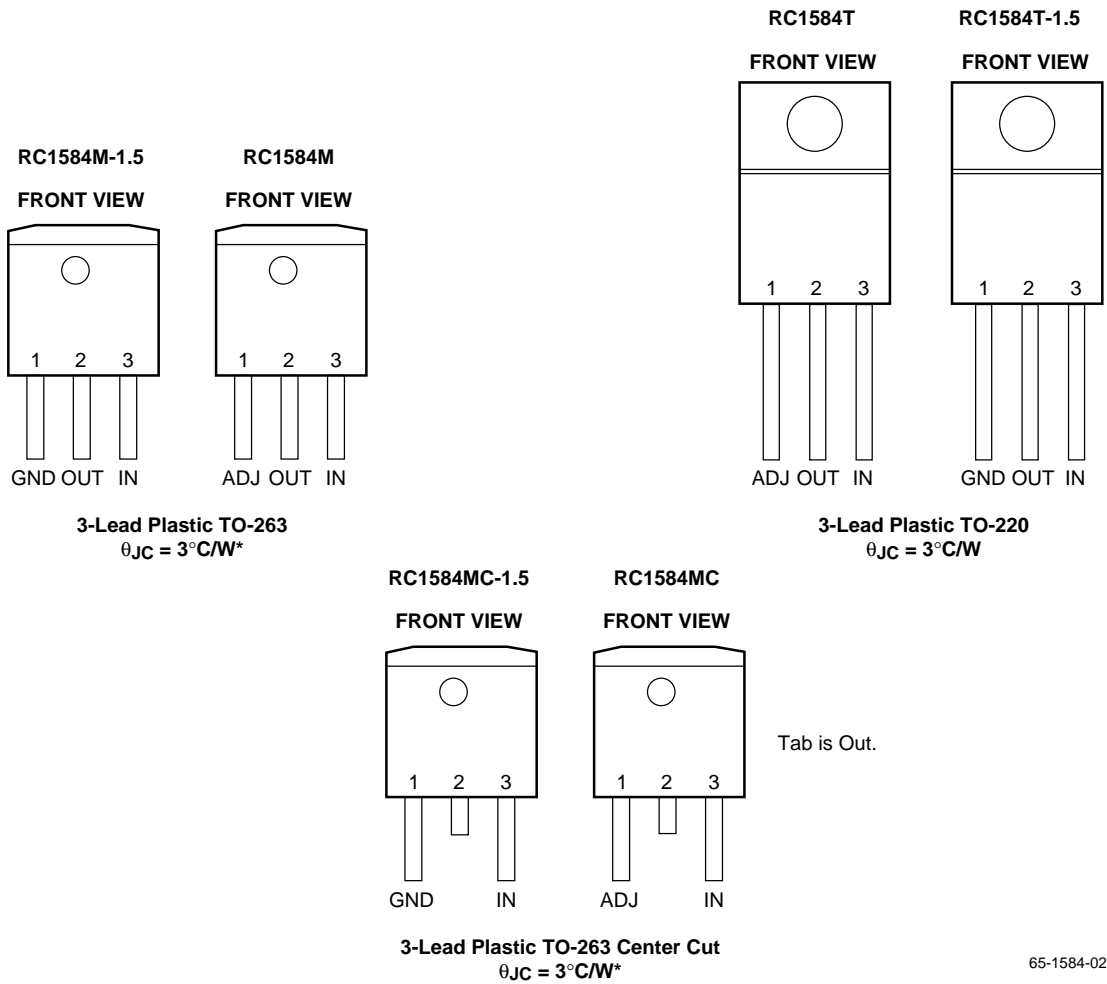 RC1584T RC1584T-1.5
FRONT VIEW FRONT VIEW
1 2 3 1 2 3
ADJ OUT IN GND OUT IN
3-Lead Plastic TO-220
θJC = 3°C/W
RC1584M-1.5 RC1584M
FRONT VIEW FRONT VIEW
1 2 3 1 2 3
GND OUT IN ADJ OUT IN
3-Lead Plastic TO-263
θJC = 3°C/W*
RC1584MC-1.5 RC1584MC
FRONT VIEW FRONT VIEW
Tab is Out.
1 2 3 1 2 3
GND IN ADJ IN
3-Lead Plastic TO-263 Center Cut
θJC = 3°C/W*
65-1584-02